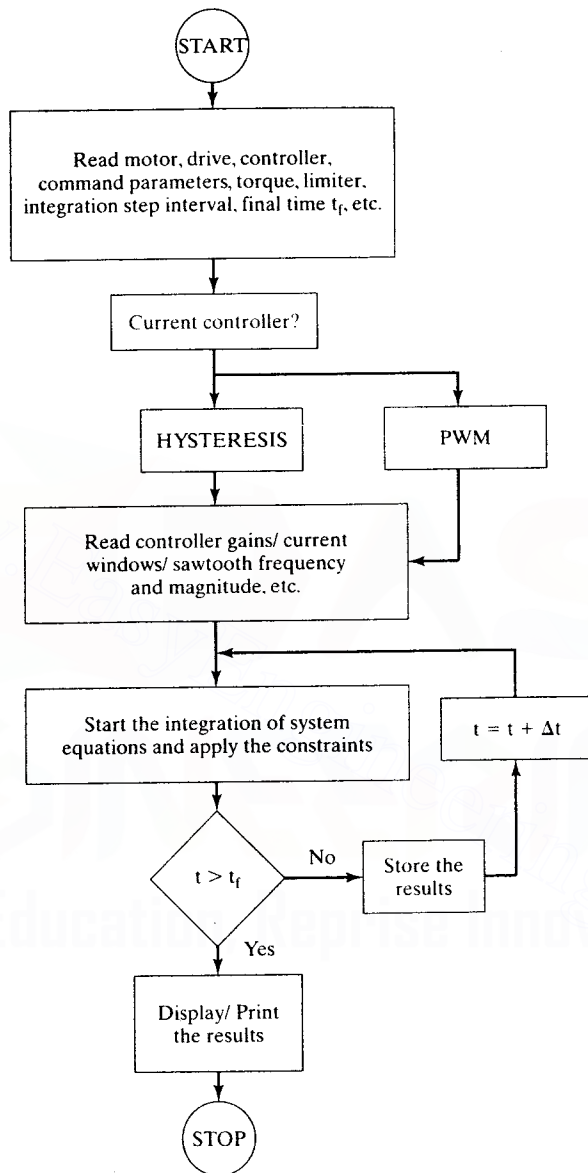 START
Read motor, drive, controller,
command parameters, torque, limiter,
integration step interval, final time t_f, etc.
Current controller?
HYSTERESIS
PWM
Read controller gains/ current
windows/ sawtooth frequency
and magnitude, etc.
Start the integration of system
equations and apply the constraints
t = t + Δt
t > t_f
No
Store the
results
Yes
Display/ Print
the results
STOP